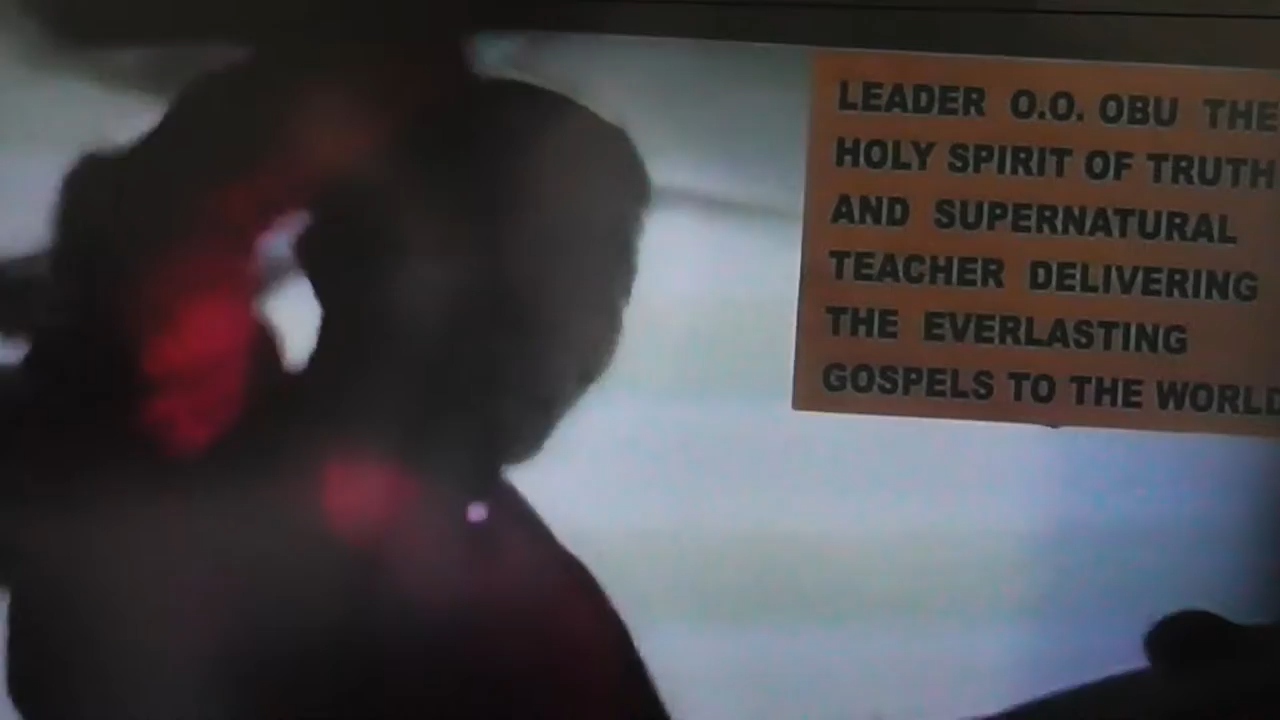 LEADER O.O. OBU THE
HOLY SPIRIT OF TRUTH
AND SUPERNATURAL
TEACHER DELIVERING
THE EVERLASTING
GOSPELS TO THE WORLD